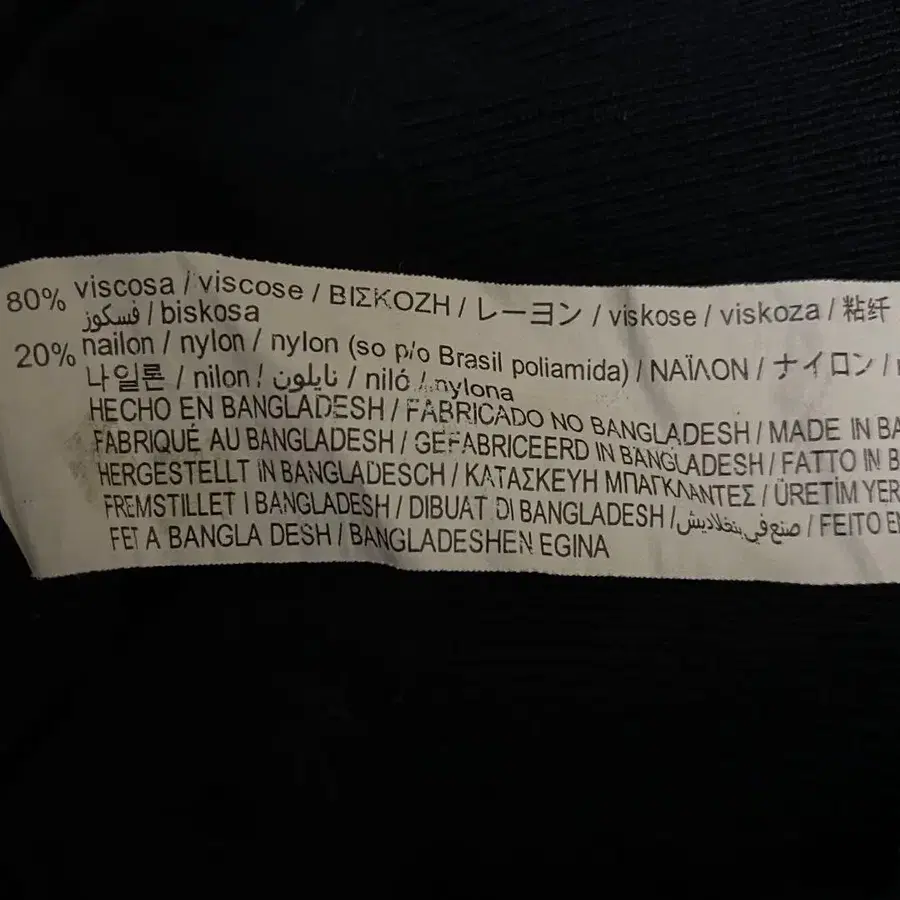 80% viscosa / viscose / ΒΙΣΚΟΖΗ / レーヨン / viskose / viskoza / 粘纤
فسكوز / biskosa
20% nailon / nylon / nylon (so p/o Brasil poliamida) / ΝΑΪΛΟΝ / ナイロン /
나일론 / nilon / نايلون / niló / nylona
HECHO EN BANGLADESH / FABRICADO NO BANGLADESH / MADE IN BA
FABRIQUÉ AU BANGLADESH / GEFABRICEERD IN BANGLADESH / FATTO IN B
HERGESTELLT IN BANGLADESCH / ΚΑΤΑΣΚΕΥΗ ΜΠΑΓΚΛΑΝΤΕΣ / ÜRETİM YER
FREMSTILLET I BANGLADESH / DIBUAT DI BANGLADESH / صنع في بنغلاديش / FEITO EN
FET A BANGLA DESH / BANGLADESHEN EGINA